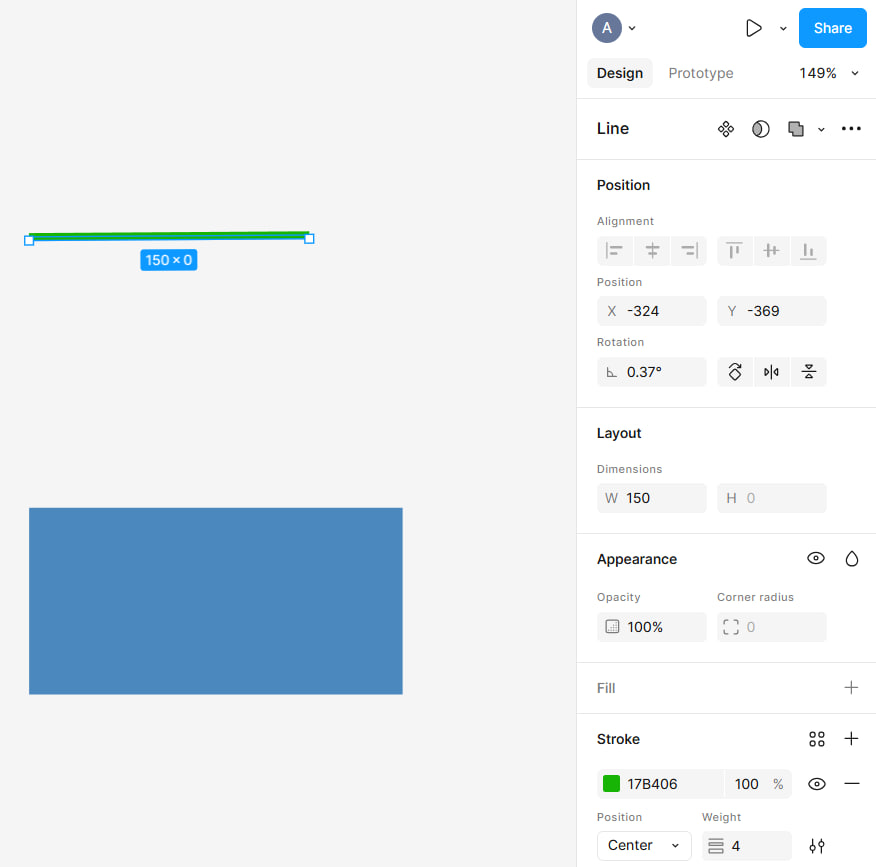 A
Share
Design Prototype 149%
Line
Position
Alignment
Position
X -324 Y -369
Rotation
0.37°
150 × 0
Layout
Dimensions
W 150 H 0
Appearance
Opacity Corner radius
100% 0
Fill
Stroke
17B406 100 %
Position Weight
Center 4